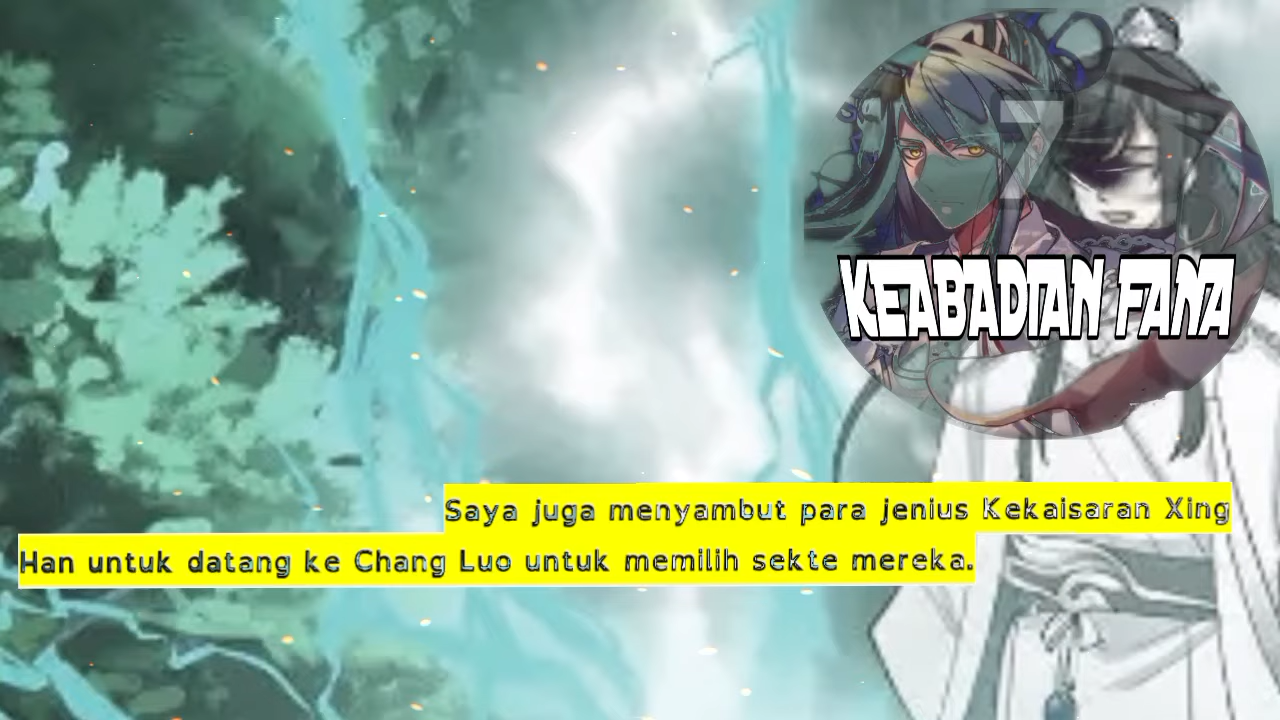 7
KEABADIAN FANA
Saya juga menyambut para jenius Kekaisaran Xing
Han untuk datang ke Chang Luo untuk memilih sekte mereka.